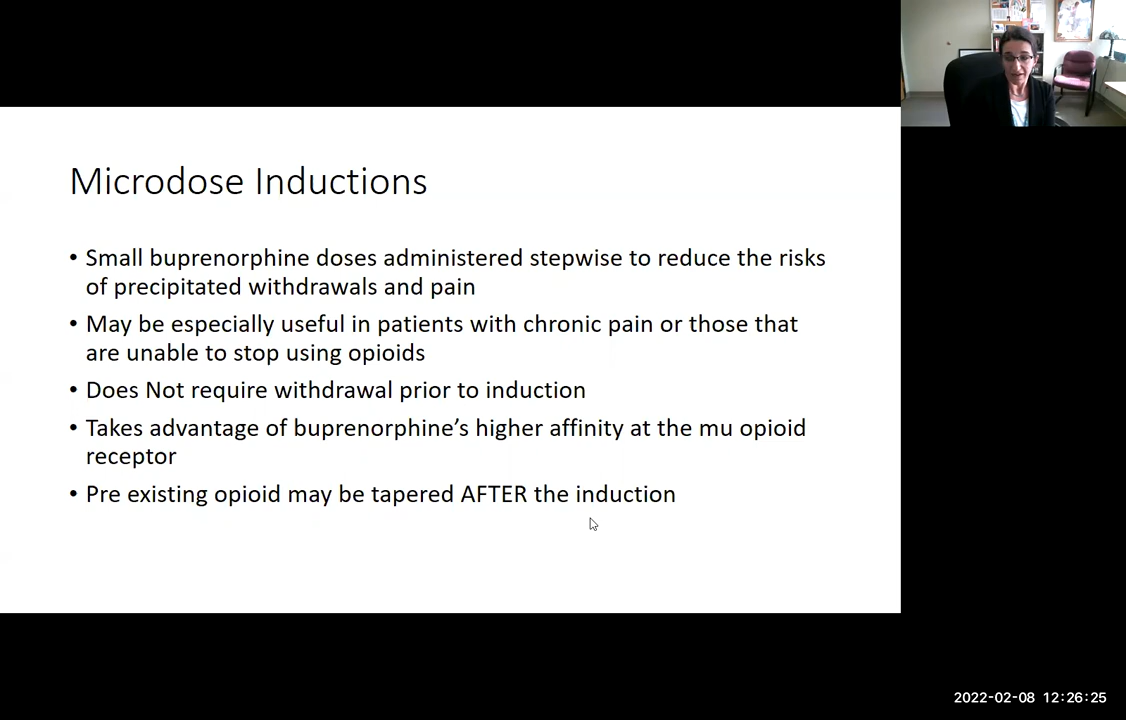 Microdose Inductions
• Small buprenorphine doses administered stepwise to reduce the risks
of precipitated withdrawals and pain
• May be especially useful in patients with chronic pain or those that
are unable to stop using opioids
• Does Not require withdrawal prior to induction
• Takes advantage of buprenorphine’s higher affinity at the mu opioid
receptor
• Pre existing opioid may be tapered AFTER the induction
2022-02-08 12:26:25